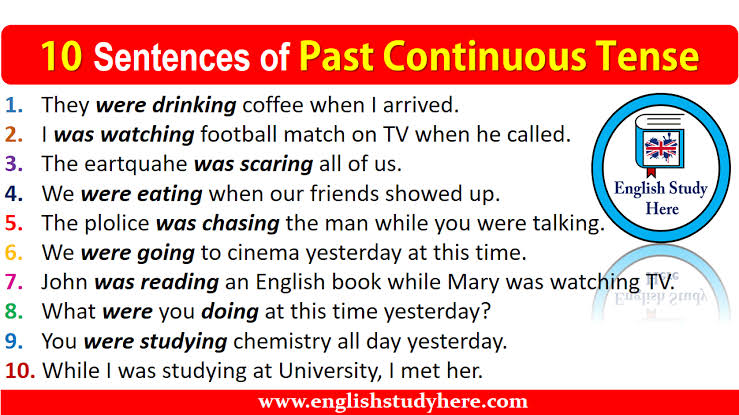 10 Sentences of Past Continuous Tense
1. They were drinking coffee when I arrived.
2. I was watching football match on TV when he called.
3. The eartquahe was scaring all of us.
4. We were eating when our friends showed up.
5. The plolice was chasing the man while you were talking.
6. We were going to cinema yesterday at this time.
7. John was reading an English book while Mary was watching TV.
8. What were you doing at this time yesterday?
9. You were studying chemistry all day yesterday.
10. While I was studying at University, I met her.
English Study
Here
www.englishstudyhere.com